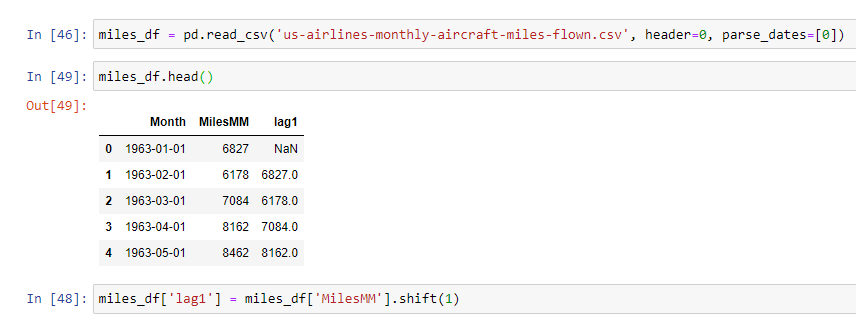 In [46]: miles_df = pd.read_csv('us-airlines-monthly-aircraft-miles-flown.csv', header=0, parse_dates=[0])
In [49]: miles_df.head()
Out[49]:
Month MilesMM lag1
0 1963-01-01 6827 NaN
1 1963-02-01 6178 6827.0
2 1963-03-01 7084 6178.0
3 1963-04-01 8162 7084.0
4 1963-05-01 8462 8162.0
In [48]: miles_df['lag1'] = miles_df['MilesMM'].shift(1)